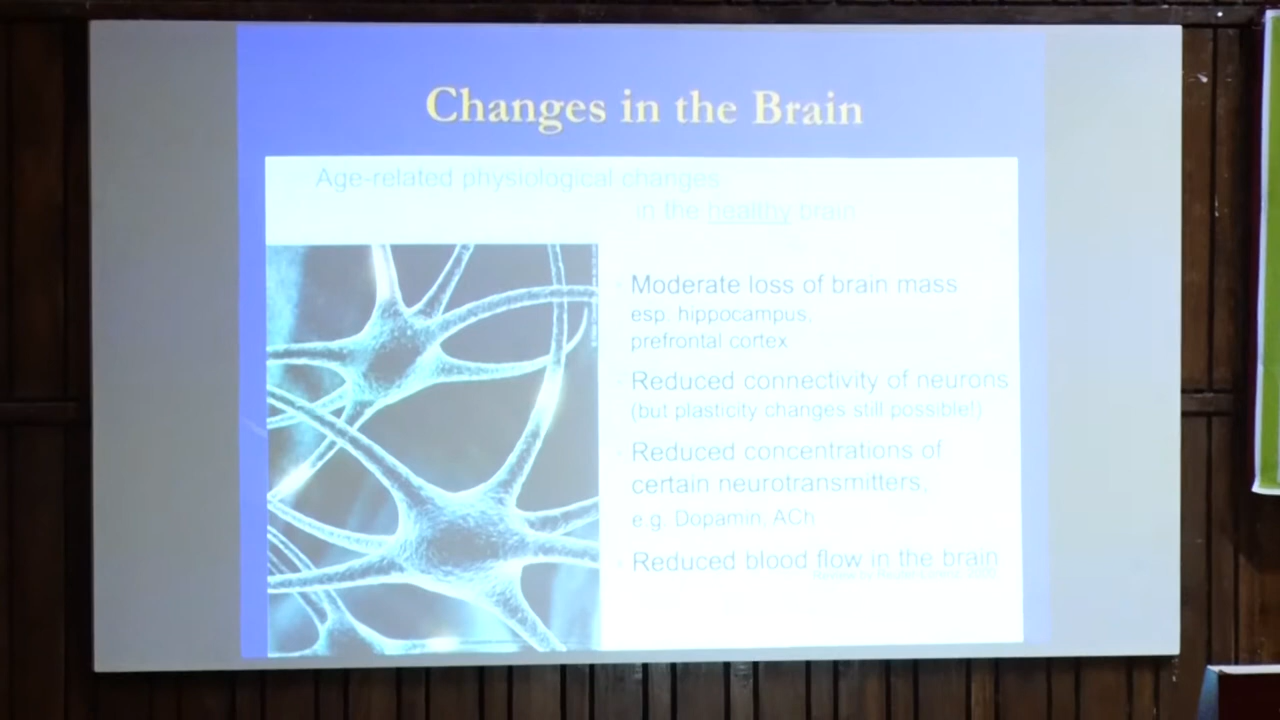 Changes in the Brain
Age-related physiological changes
in the healthy brain
Moderate loss of brain mass
esp. hippocampus,
prefrontal cortex
Reduced connectivity of neurons
(but plasticity changes still possible!)
Reduced concentrations of
certain neurotransmitters,
e.g. Dopamin, ACh
Reduced blood flow in the brain